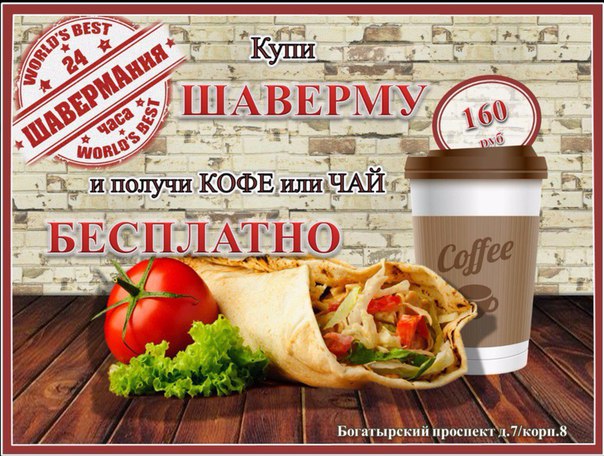 WORLD'S BEST
24
ШАВЕРМАНИЯ
часа
WORLD'S BEST
Купи
ШАВЕРМУ
160
руб
и получи КОФЕ или ЧАЙ
БЕСПЛАТНО
Coffee
Богатырский проспект д.7/корп.8